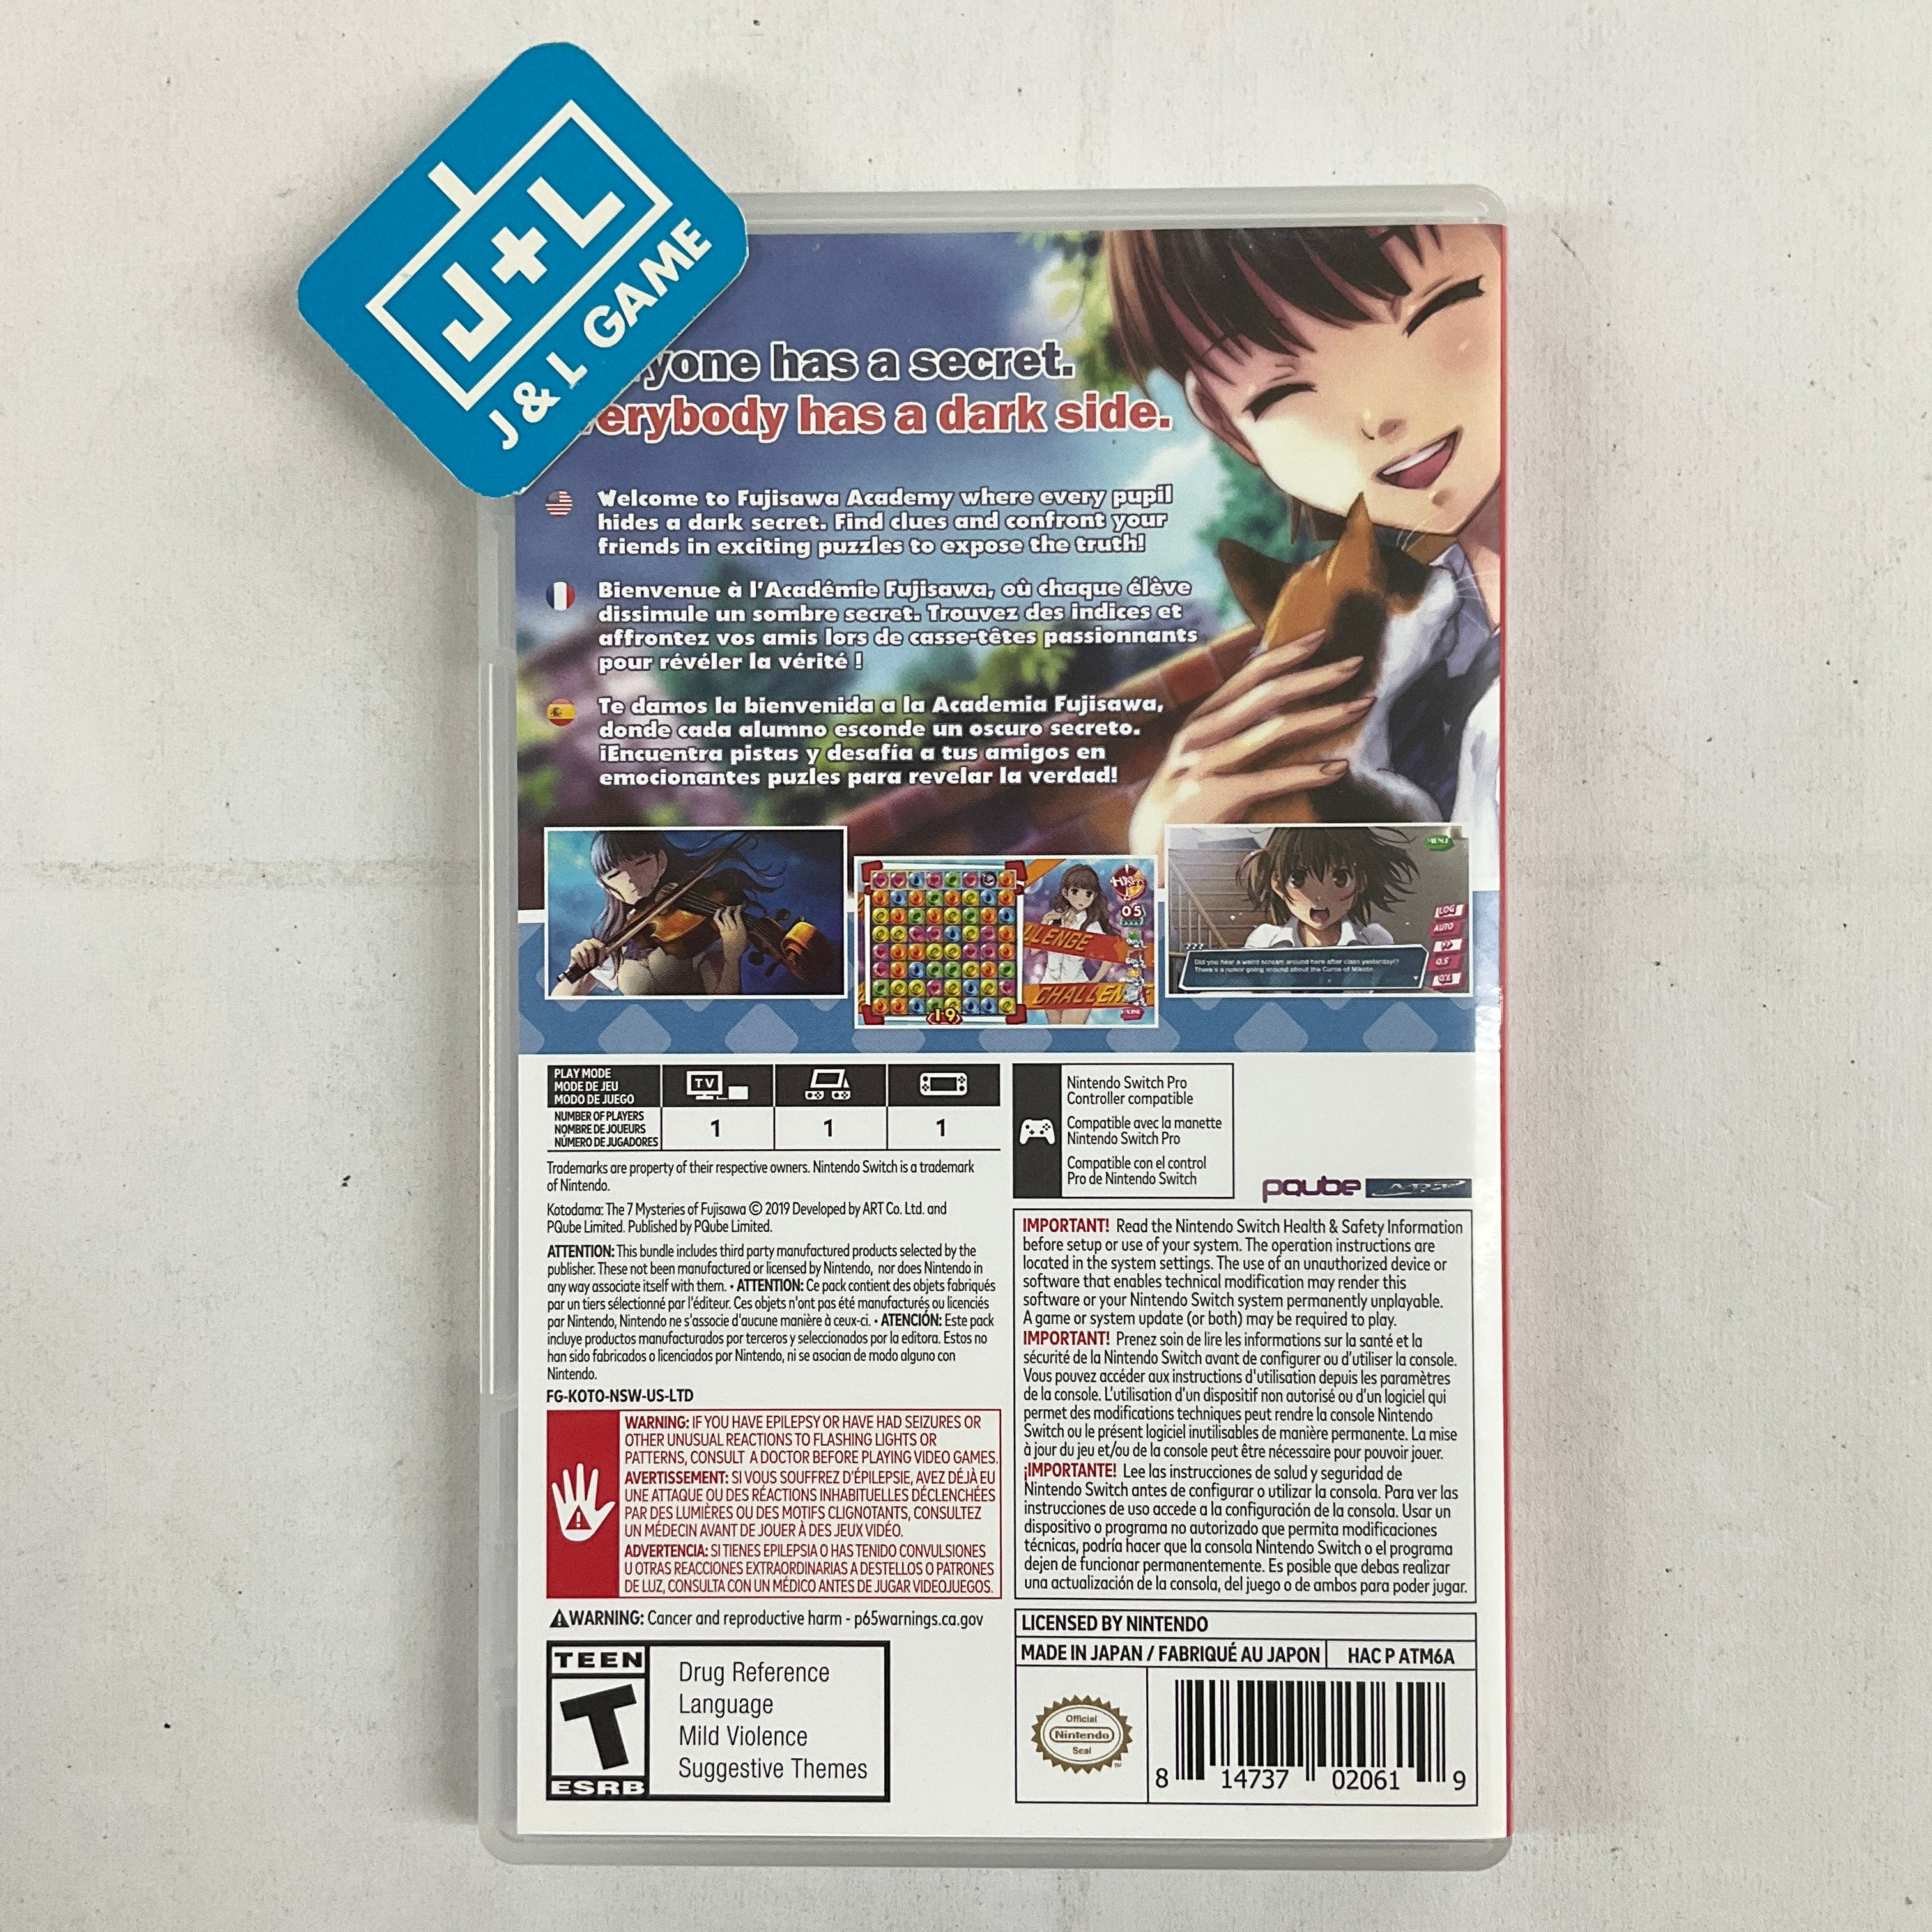 J+L
J & L GAME
has a secret.
has a dark side.
Welcome to Fujisawa Academy where every pupil
hides a dark secret. Find clues and confront your
friends in exciting puzzles to expose the truth!
Bienvenue à l'Académie Fujisawa, où chaque élève
dissimule un sombre secret. Trouvez des indices et
affrontez vos amis lors de casse-têtes passionnants
pour révéler la vérité !
Te damos la bienvenida a la Academia Fujisawa,
donde cada alumno esconde un oscuro secreto.
¡Encuentra pistas y desafía a tus amigos en
emocionantes puzles para revelar la verdad!
05
CHALLEN
19
MENU
LOG
AUTO
Q.S
Q.L
???
Did you hear a weird scream around here after class yesterday!?
There's a rumor going around about the Curse of Mikoto.
PLAY MODE
MODE DE JEU
MODO DE JUEGO
TV
NUMBER OF PLAYERS
NOMBRE DE JOUEURS
NÚMERO DE JUGADORES
1 1 1
Nintendo Switch Pro
Controller compatible
Compatible avec la manette
Nintendo Switch Pro
Compatible con el control
Pro de Nintendo Switch
Trademarks are property of their respective owners. Nintendo Switch is a trademark
of Nintendo.
Kotodama: The 7 Mysteries of Fujisawa © 2019 Developed by ART Co. Ltd. and
PQube Limited. Published by PQube Limited.
ATTENTION: This bundle includes third party manufactured products selected by the
publisher. These not been manufactured or licensed by Nintendo, nor does Nintendo in
any way associate itself with them. • ATTENTION: Ce pack contient des objets fabriqués
par un tiers sélectionné par l'éditeur. Ces objets n'ont pas été manufacturés ou licenciés
par Nintendo, Nintendo ne s'associe d'aucune manière à ceux-ci. • ATENCIÓN: Este pack
incluye productos manufacturados por terceros y seleccionados por la editora. Estos no
han sido fabricados o licenciados por Nintendo, ni se asocian de modo alguno con
Nintendo.
FG-KOTO-NSW-US-LTD
WARNING: IF YOU HAVE EPILEPSY OR HAVE HAD SEIZURES OR
OTHER UNUSUAL REACTIONS TO FLASHING LIGHTS OR
PATTERNS, CONSULT A DOCTOR BEFORE PLAYING VIDEO GAMES.
AVERTISSEMENT: SI VOUS SOUFFREZ D'ÉPILEPSIE, AVEZ DÉJÀ EU
UNE ATTAQUE OU DES RÉACTIONS INHABITUELLES DÉCLENCHÉES
PAR DES LUMIÈRES OU DES MOTIFS CLIGNOTANTS, CONSULTEZ
UN MÉDECIN AVANT DE JOUER À DES JEUX VIDÉO.
ADVERTENCIA: SI TIENES EPILEPSIA O HAS TENIDO CONVULSIONES
U OTRAS REACCIONES EXTRAORDINARIAS A DESTELLOS O PATRONES
DE LUZ, CONSULTA CON UN MÉDICO ANTES DE JUGAR VIDEOJUEGOS.
WARNING: Cancer and reproductive harm - p65warnings.ca.gov
TEEN
T
ESRB
Drug Reference
Language
Mild Violence
Suggestive Themes
pqube ART
IMPORTANT! Read the Nintendo Switch Health & Safety Information
before setup or use of your system. The operation instructions are
located in the system settings. The use of an unauthorized device or
software that enables technical modification may render this
software or your Nintendo Switch system permanently unplayable.
A game or system update (or both) may be required to play.
IMPORTANT! Prenez soin de lire les informations sur la santé et la
sécurité de la Nintendo Switch avant de configurer ou d'utiliser la console.
Vous pouvez accéder aux instructions d'utilisation depuis les paramètres
de la console. L'utilisation d'un dispositif non autorisé ou d'un logiciel qui
permet des modifications techniques peut rendre la console Nintendo
Switch ou le présent logiciel inutilisables de manière permanente. La mise
à jour du jeu et/ou de la console peut être nécessaire pour pouvoir jouer.
¡IMPORTANTE! Lee las instrucciones de salud y seguridad de
Nintendo Switch antes de configurar o utilizar la consola. Para ver las
instrucciones de uso accede a la configuración de la consola. Usar un
dispositivo o programa no autorizado que permita modificaciones
técnicas, podría hacer que la consola Nintendo Switch o el programa
dejen de funcionar permanentemente. Es posible que debas realizar
una actualización de la consola, del juego o de ambos para poder jugar.
LICENSED BY NINTENDO
MADE IN JAPAN / FABRIQUÉ AU JAPON HAC P ATM6A
Official
Nintendo
Seal
8 14737 02061 9